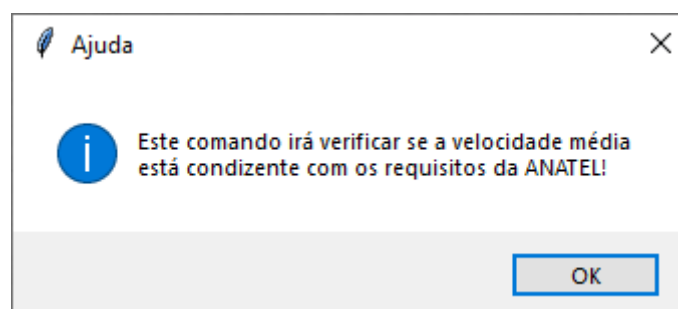 Ajuda
Este comando irá verificar se a velocidade média
está condizente com os requisitos da ANATEL!
OK